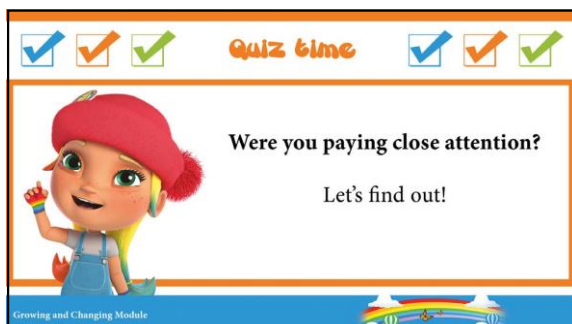 Quiz time
Were you paying close attention?
Let's find out!
Growing and Changing Module